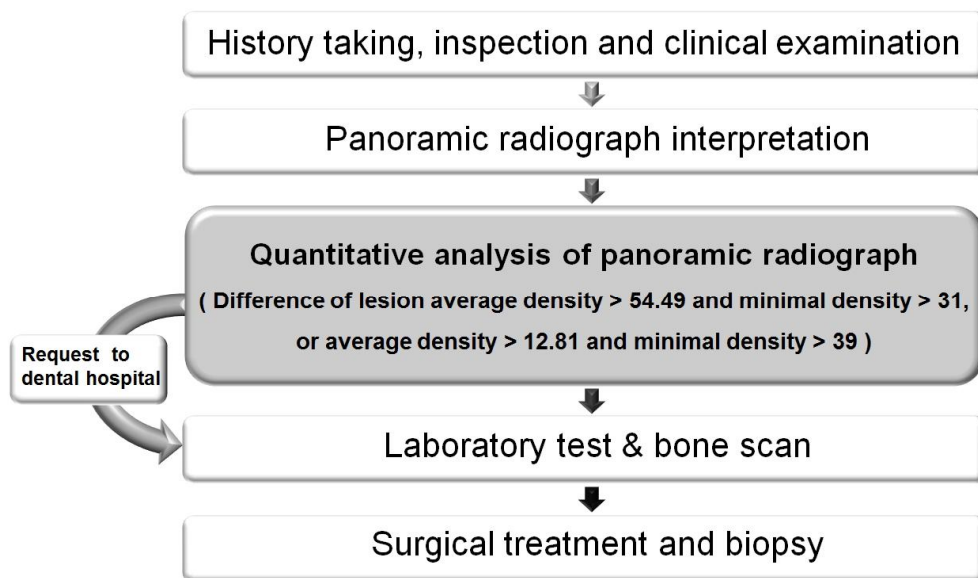 History taking, inspection and clinical examination
Panoramic radiograph interpretation
Quantitative analysis of panoramic radiograph
( Difference of lesion average density > 54.49 and minimal density > 31,
or average density > 12.81 and minimal density > 39 )
Request to
dental hospital
Laboratory test & bone scan
Surgical treatment and biopsy